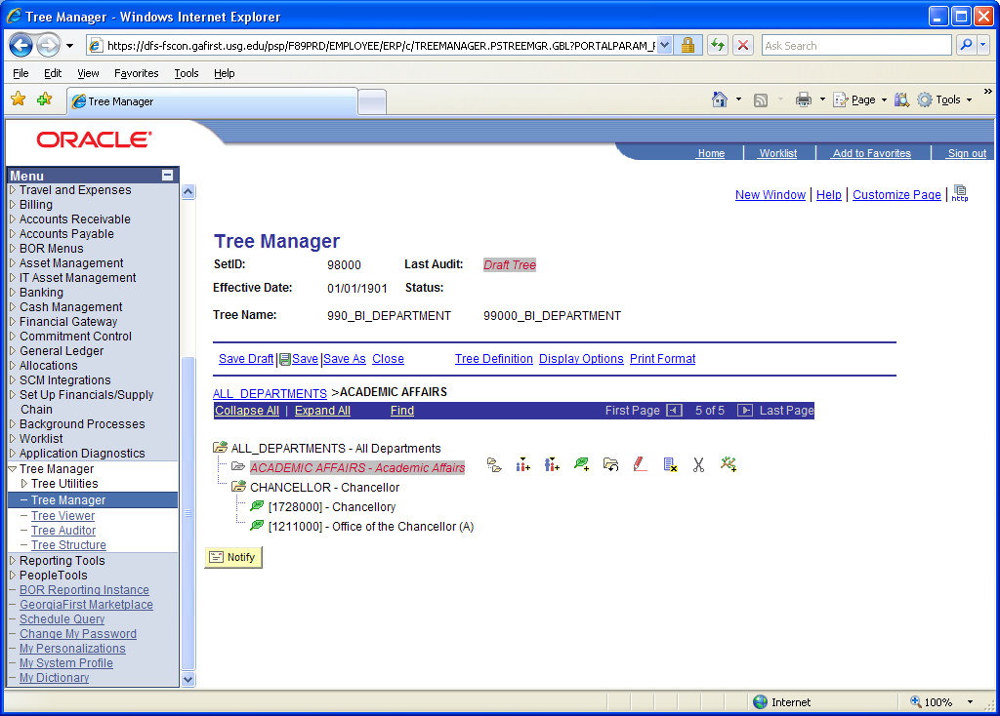 Tree Manager - Windows Internet Explorer
https://dfs-fscon.gafirst.usg.edu/psp/F89PRD/EMPLOYEE/ERP/c/TREEMANAGER.PSTREEMGR.GBL?PORTALPARAM_F
Ask Search
File Edit View Favorites Tools Help
Tree Manager
Page Tools
ORACLE
Home Worklist Add to Favorites Sign out
Menu
Travel and Expenses
Billing
Accounts Receivable
Accounts Payable
BOR Menus
Asset Management
IT Asset Management
Banking
Cash Management
Financial Gateway
Commitment Control
General Ledger
Allocations
SCM Integrations
Set Up Financials/Supply
Chain
Background Processes
Worklist
Application Diagnostics
Tree Manager
Tree Utilities
Tree Manager
Tree Viewer
Tree Auditor
Tree Structure
Reporting Tools
PeopleTools
BOR Reporting Instance
GeorgiaFirst Marketplace
Schedule Query
Change My Password
My Personalizations
My System Profile
My Dictionary
New Window | Help | Customize Page | http
Tree Manager
SetID: 98000 Last Audit: Draft Tree
Effective Date: 01/01/1901 Status:
Tree Name: 990_BI_DEPARTMENT 99000_BI_DEPARTMENT
Save Draft | Save | Save As Close Tree Definition Display Options Print Format
ALL_DEPARTMENTS >ACADEMIC AFFAIRS
Collapse All | Expand All Find First Page 5 of 5 Last Page
ALL_DEPARTMENTS - All Departments
ACADEMIC AFFAIRS - Academic Affairs
CHANCELLOR - Chancellor
[1728000] - Chancellory
[1211000] - Office of the Chancellor (A)
Notify
Internet 100%